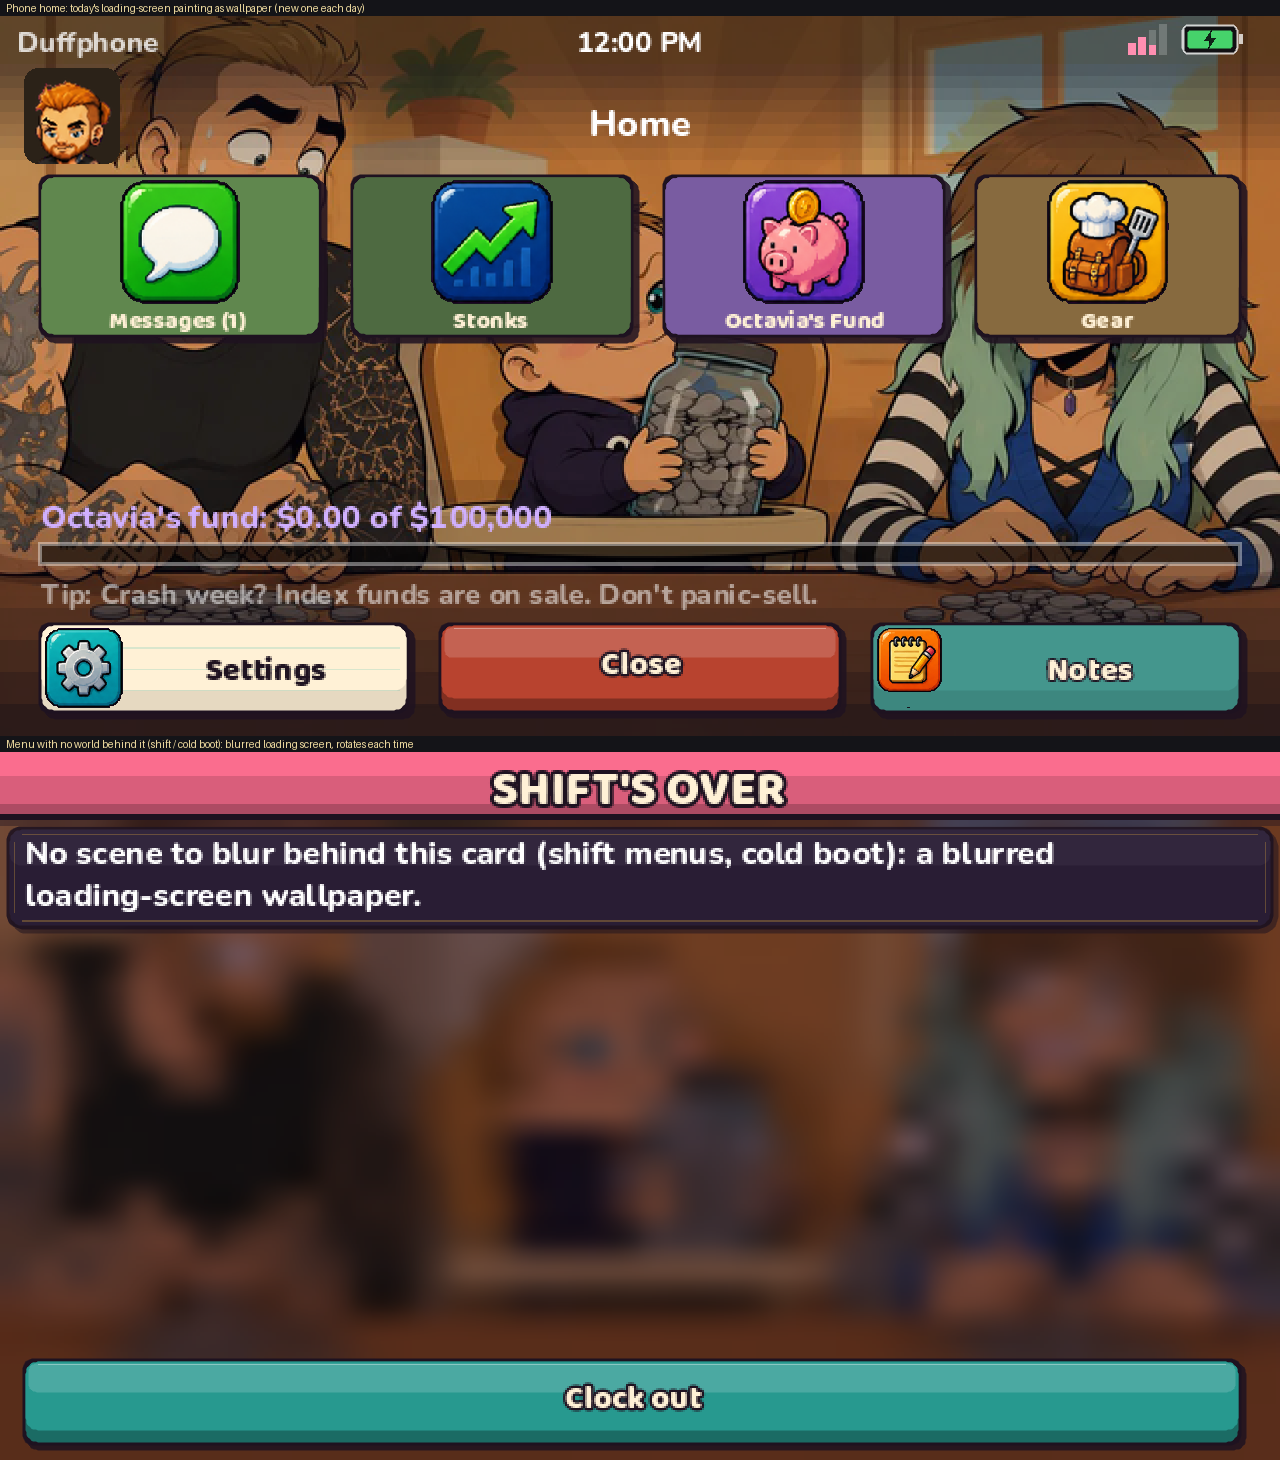 Phone home: today's loading-screen painting as wallpaper (new one each day)
Duffphone
12:00 PM
Home
Messages (1)
Stonks
Octavia's Fund
Gear
Octavia's fund: $0.00 of $100,000
Tip: Crash week? Index funds are on sale. Don't panic-sell.
Settings
Close
Notes
Menu with no world behind it (shift / cold boot): blurred loading screen, rotates each time
SHIFT'S OVER
No scene to blur behind this card (shift menus, cold boot): a blurred
loading-screen wallpaper.
Clock out